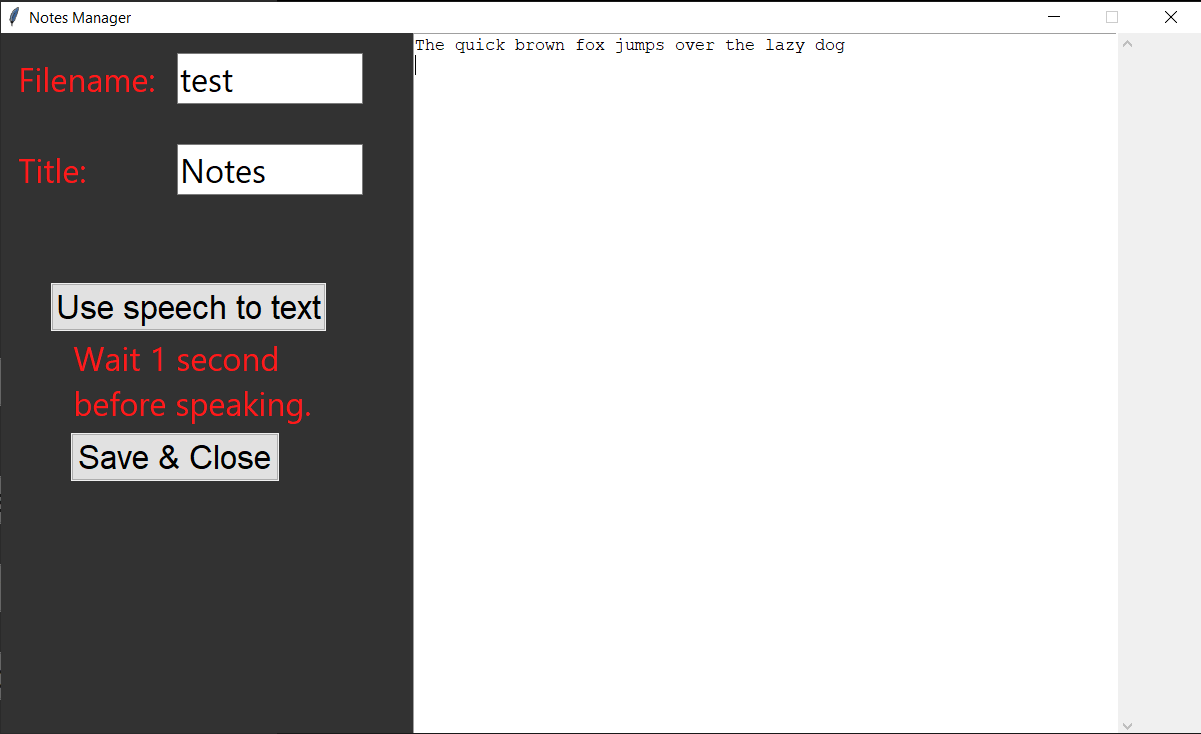 Notes Manager
Filename: test
Title: Notes
Use speech to text
Wait 1 second
before speaking.
Save & Close
The quick brown fox jumps over the lazy dog